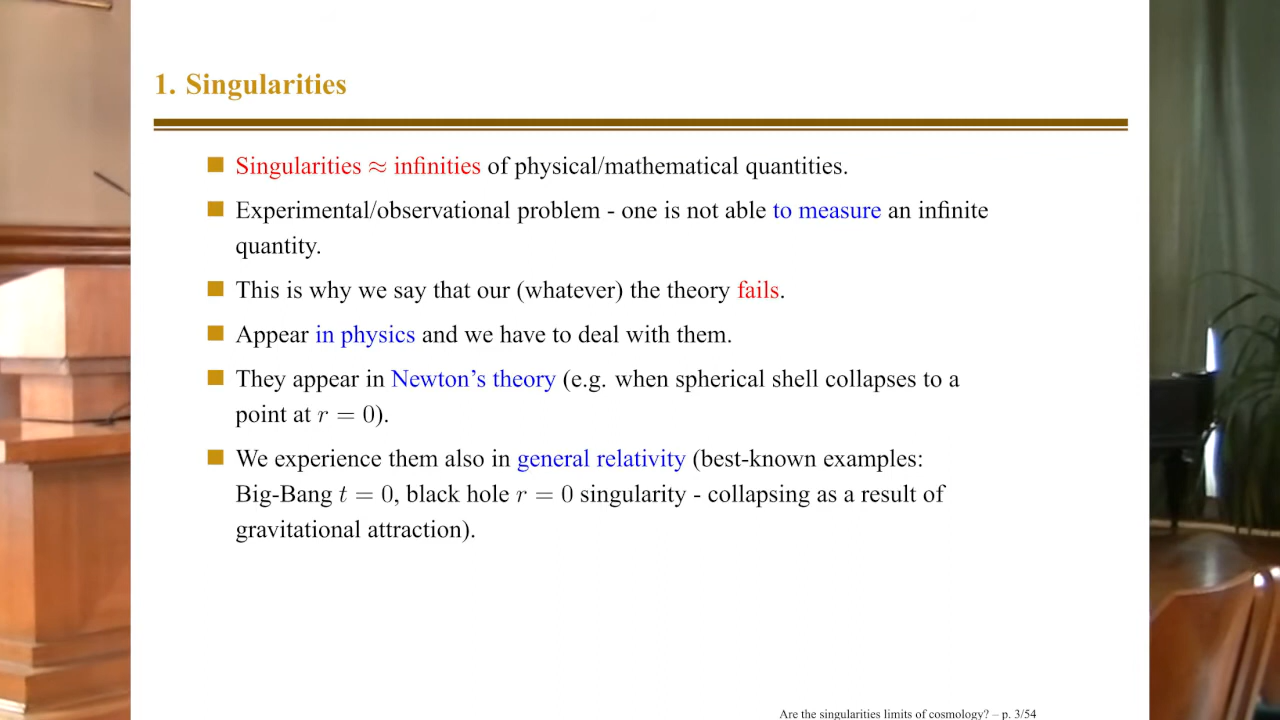 1. Singularities
Singularities ≈ infinities of physical/mathematical quantities.
Experimental/observational problem - one is not able to measure an infinite
quantity.
This is why we say that our (whatever) the theory fails.
Appear in physics and we have to deal with them.
They appear in Newton's theory (e.g. when spherical shell collapses to a
point at r = 0).
We experience them also in general relativity (best-known examples:
Big-Bang t = 0, black hole r = 0 singularity - collapsing as a result of
gravitational attraction).
Are the singularities limits of cosmology? – p. 3/54